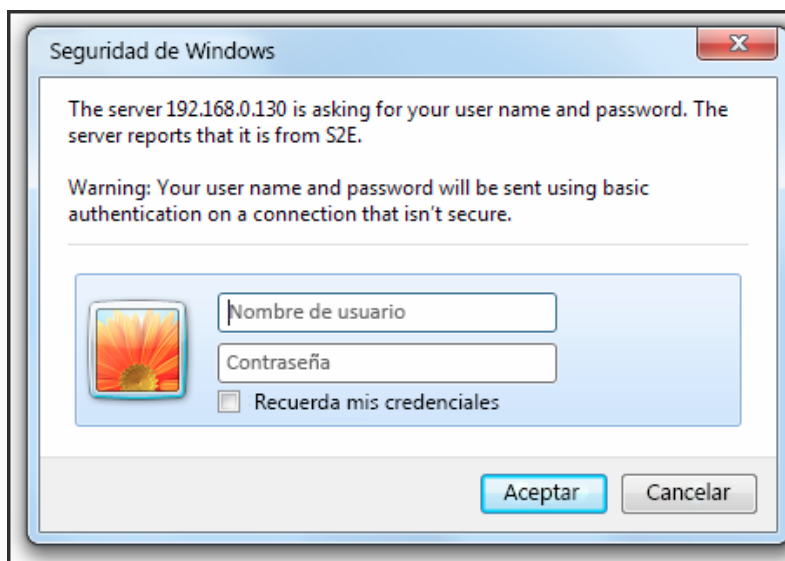 Seguridad de Windows
The server 192.168.0.130 is asking for your user name and password. The
server reports that it is from S2E.
Warning: Your user name and password will be sent using basic
authentication on a connection that isn't secure.
Nombre de usuario
Contraseña
Recuerda mis credenciales
Aceptar
Cancelar